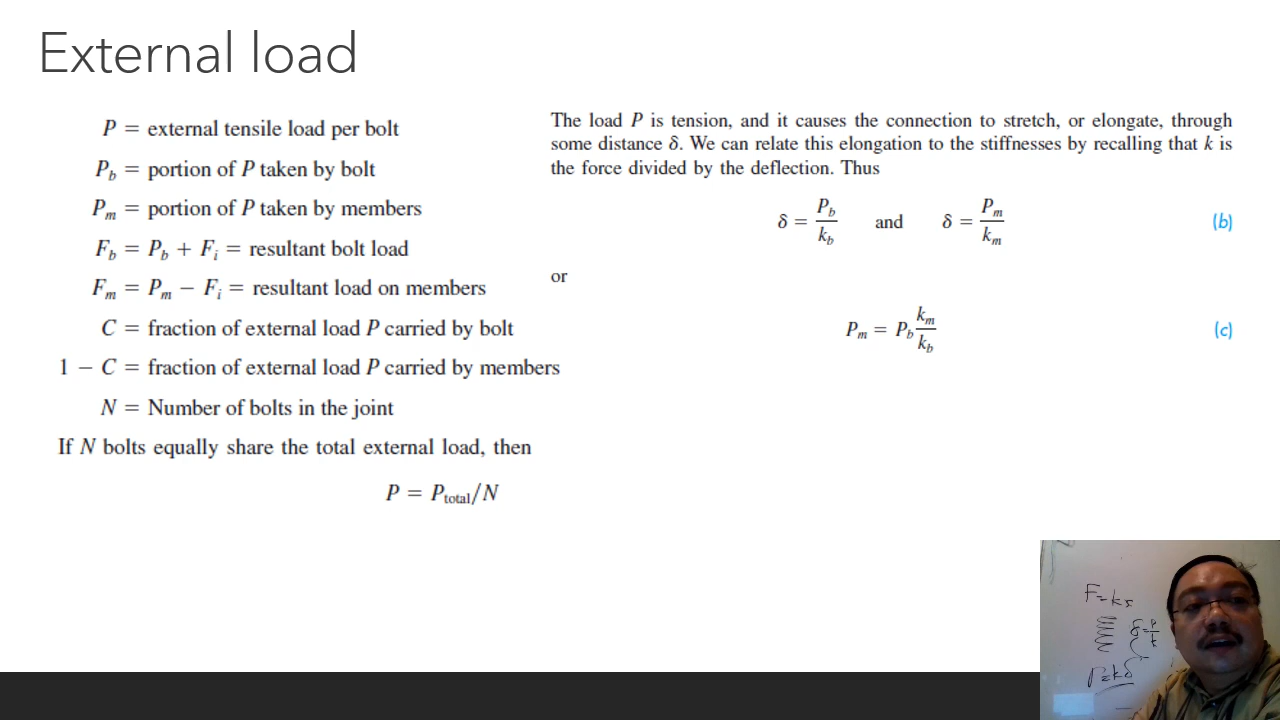 External load
P = external tensile load per bolt
P_b = portion of P taken by bolt
P_m = portion of P taken by members
F_b = P_b + F_i = resultant bolt load
F_m = P_m − F_i = resultant load on members
C = fraction of external load P carried by bolt
1 − C = fraction of external load P carried by members
N = Number of bolts in the joint
If N bolts equally share the total external load, then
P = P_total/N
The load P is tension, and it causes the connection to stretch, or elongate, through
some distance δ. We can relate this elongation to the stiffnesses by recalling that k is
the force divided by the deflection. Thus
δ = P_b/k_b and δ = P_m/k_m (b)
or
P_m = P_b k_m/k_b (c)
δ = P/k
P = kδ